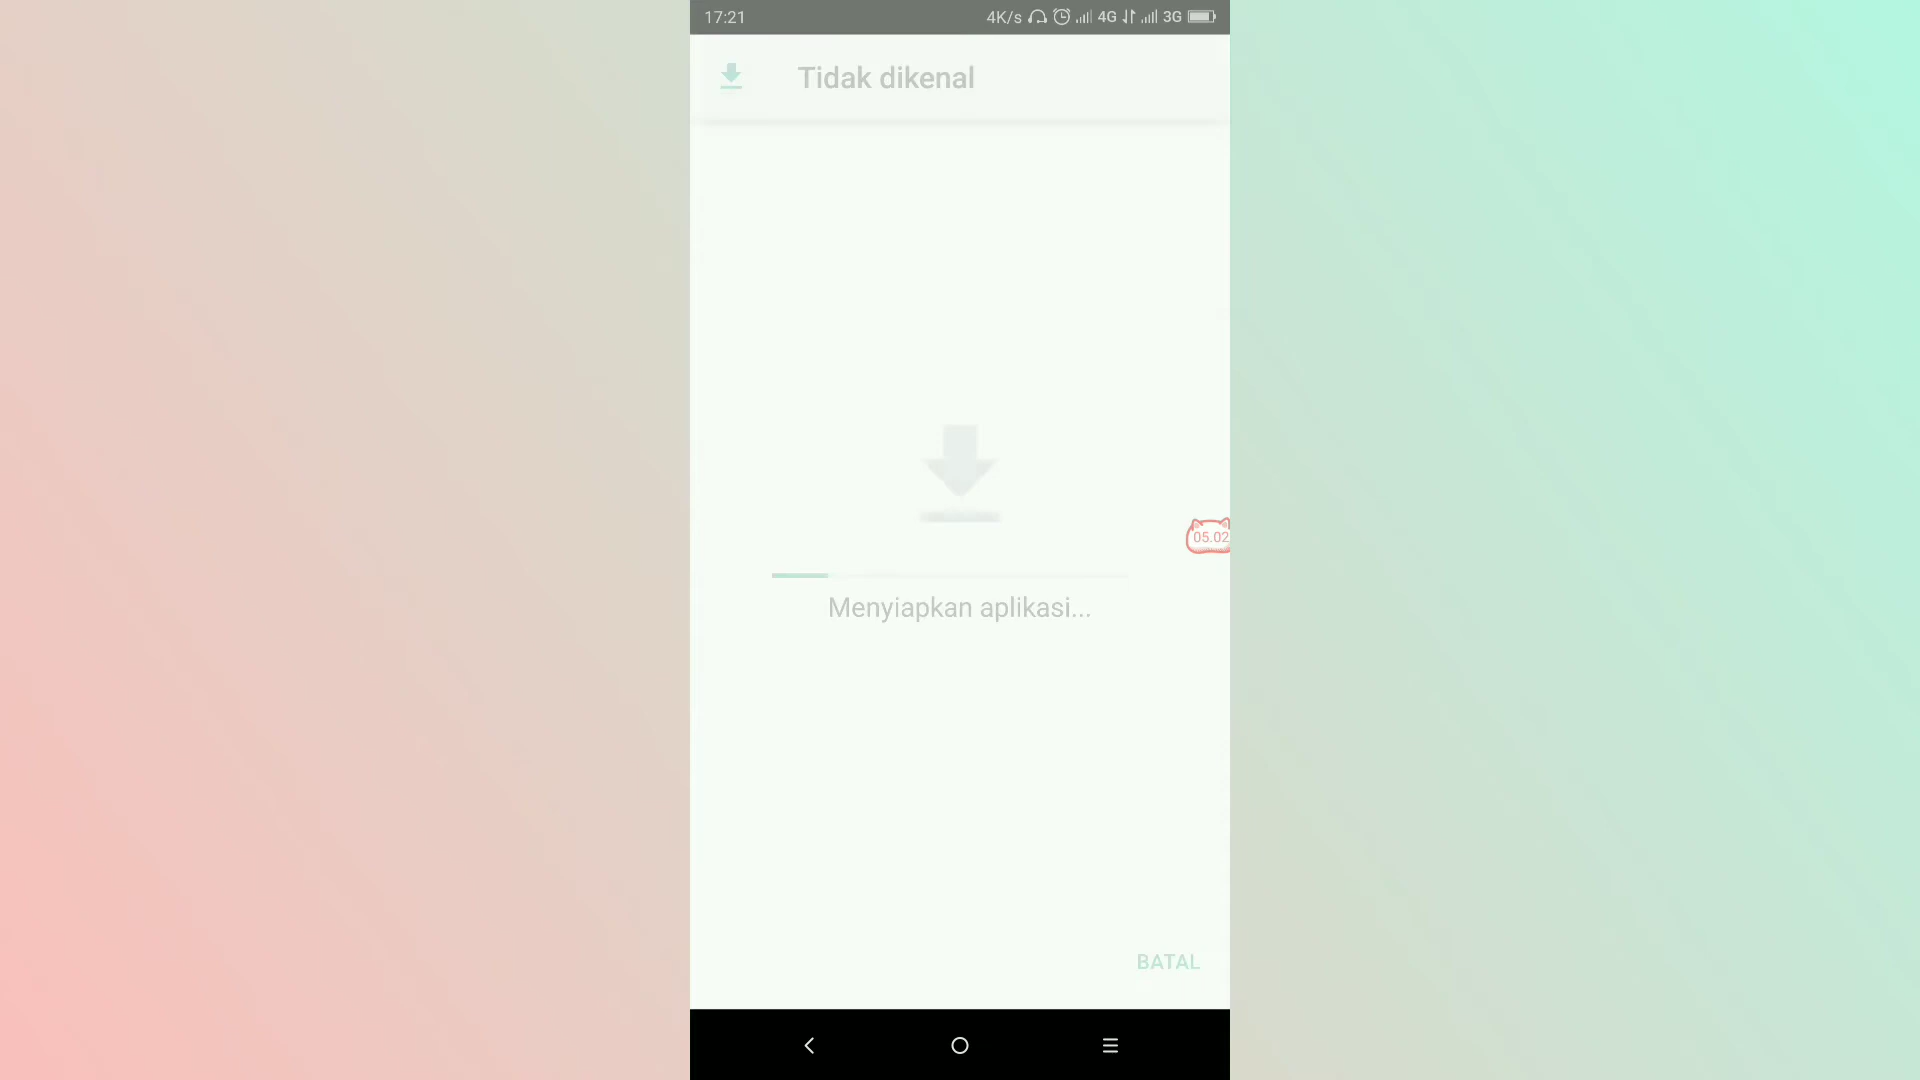 17:21 4K/s 4G 3G
Tidak dikenal
05.02
Menyiapkan aplikasi...
BATAL